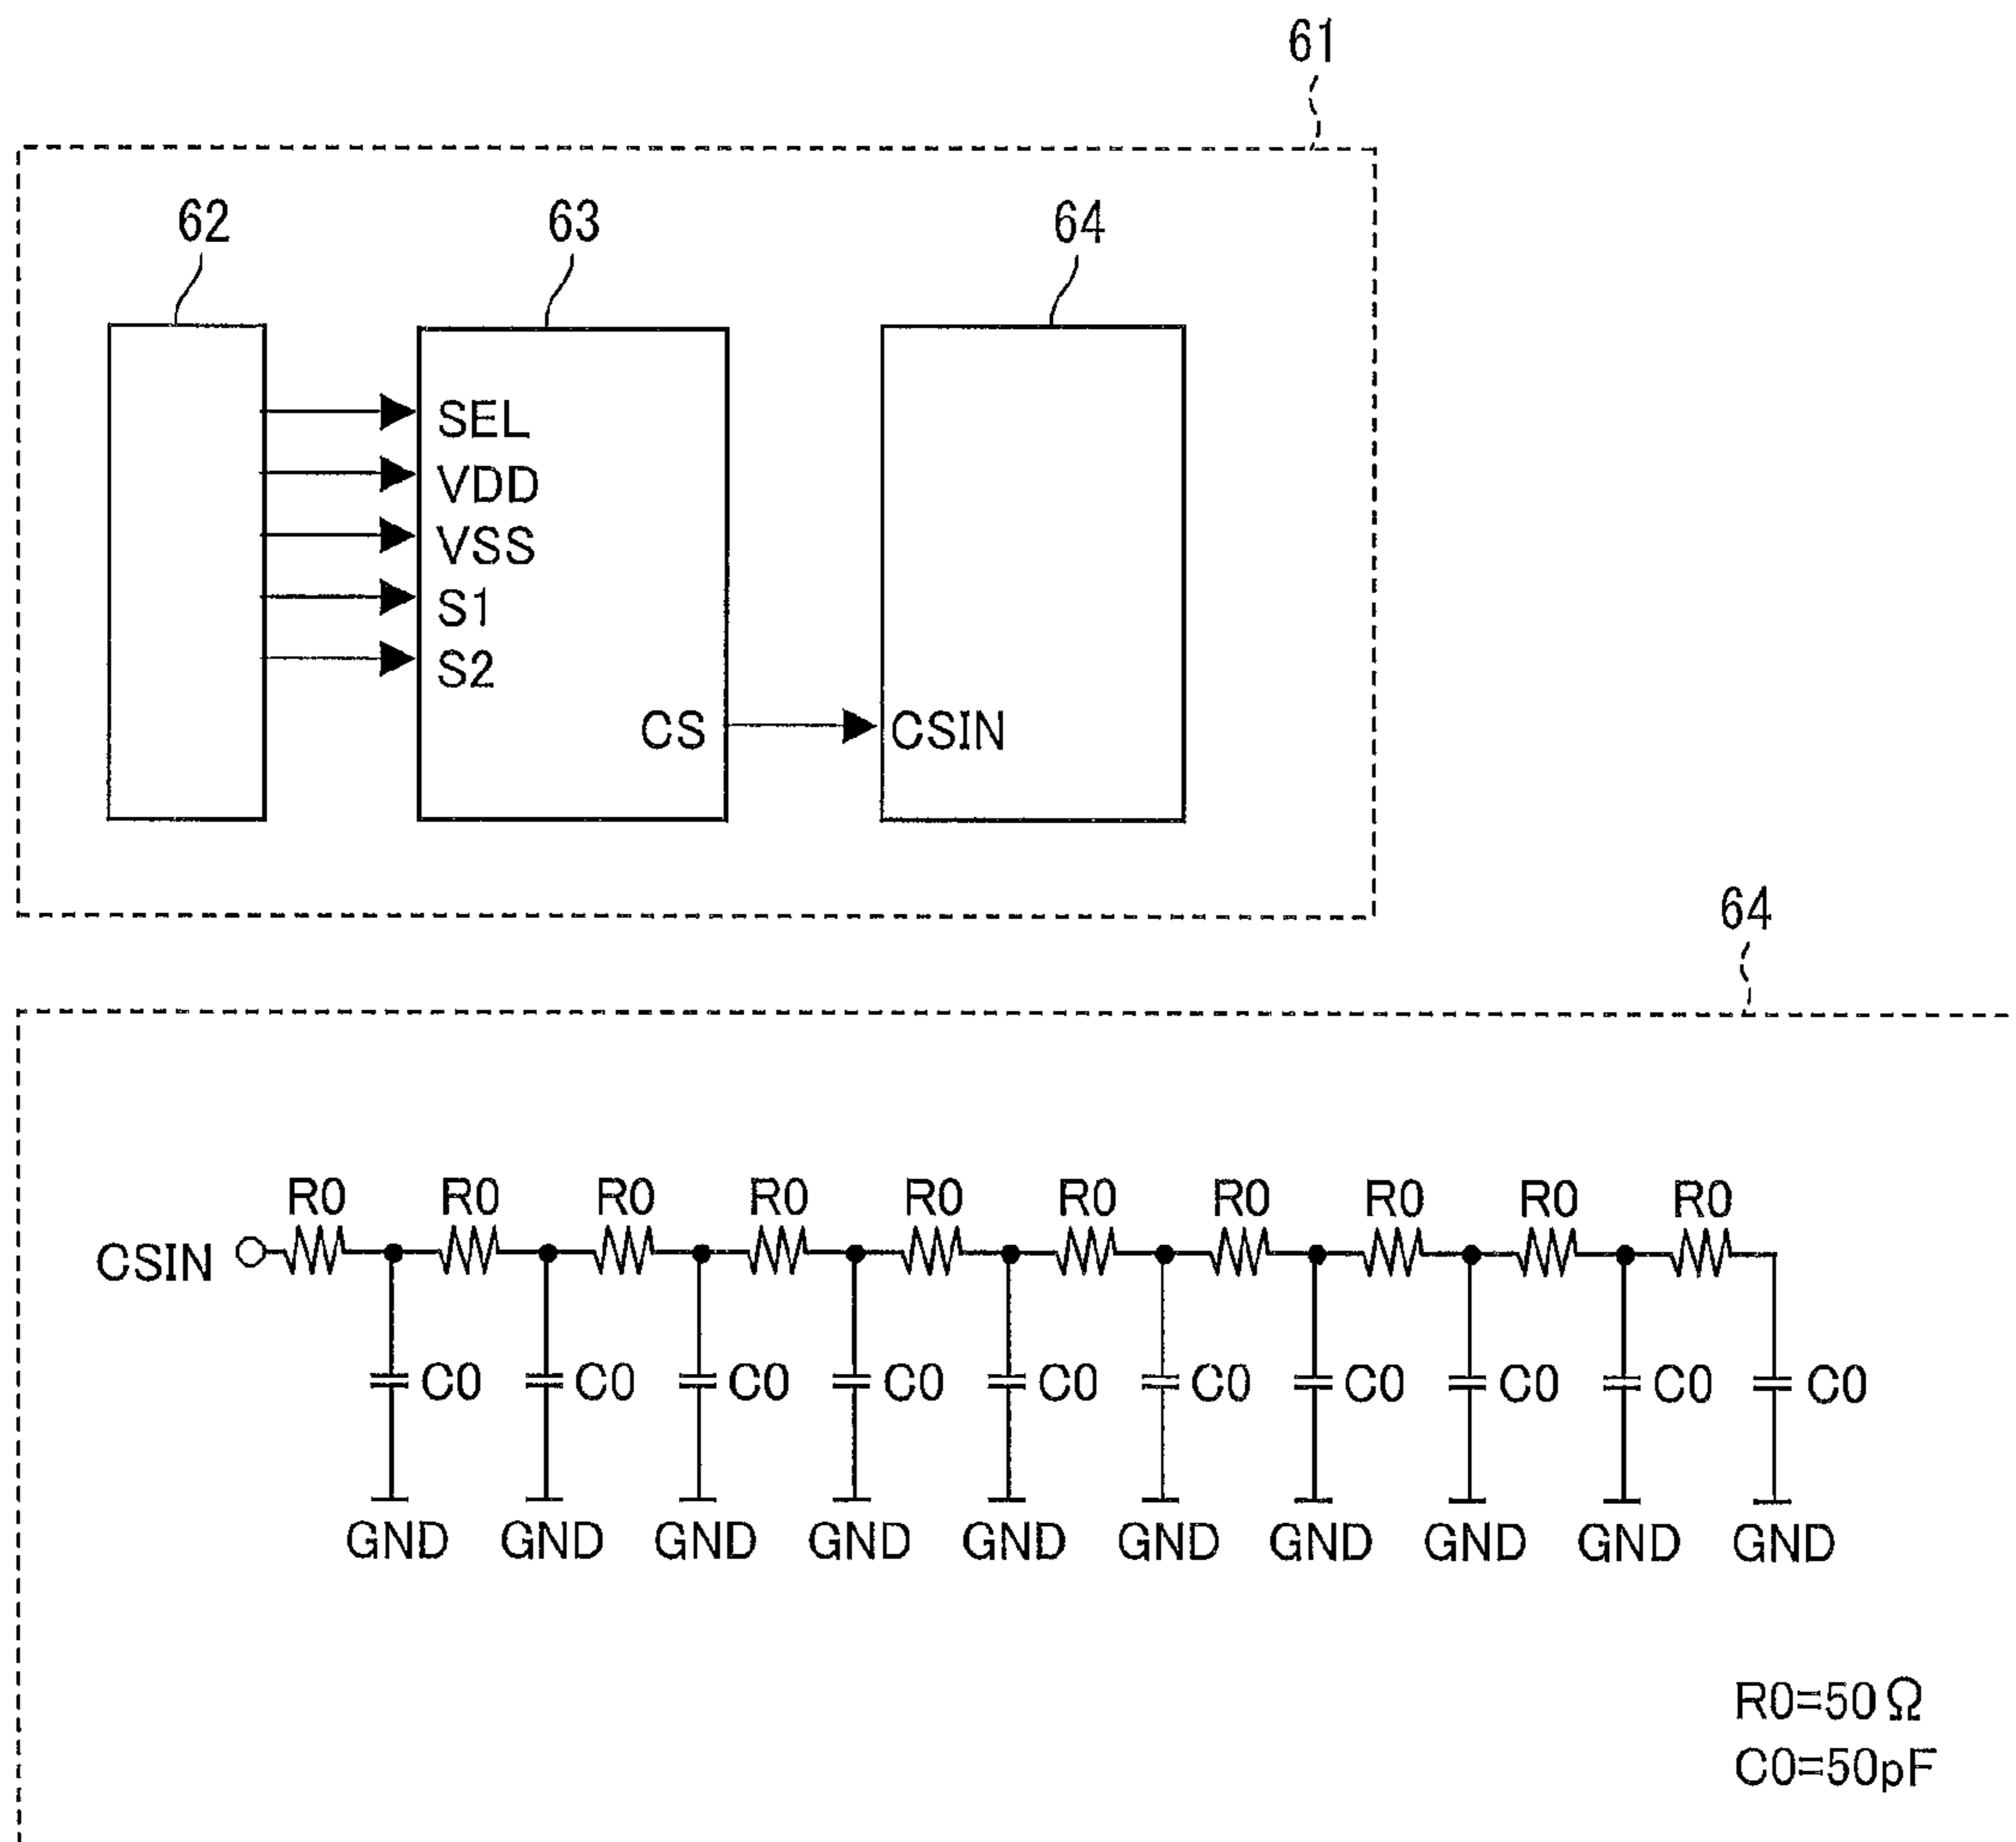 61
62 63 64
SEL
VDD
VSS
S1
S2
CS CSIN
64
R0 R0 R0 R0 R0 R0 R0 R0 R0 R0
CSIN
C0 C0 C0 C0 C0 C0 C0 C0 C0 C0
GND GND GND GND GND GND GND GND GND GND
R0=50Ω
C0=50pF